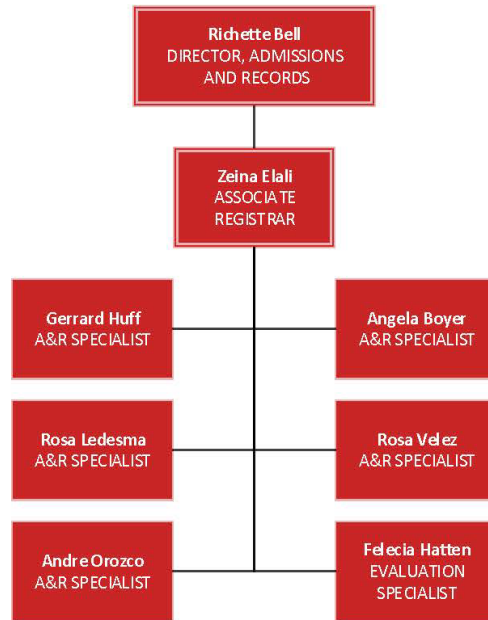 Richette Bell
DIRECTOR, ADMISSIONS
AND RECORDS
Zeina Elali
ASSOCIATE
REGISTRAR
Gerrard Huff
A&R SPECIALIST
Angela Boyer
A&R SPECIALIST
Rosa Ledesma
A&R SPECIALIST
Rosa Velez
A&R SPECIALIST
Andre Orozco
A&R SPECIALIST
Felecia Hatten
EVALUATION
SPECIALIST